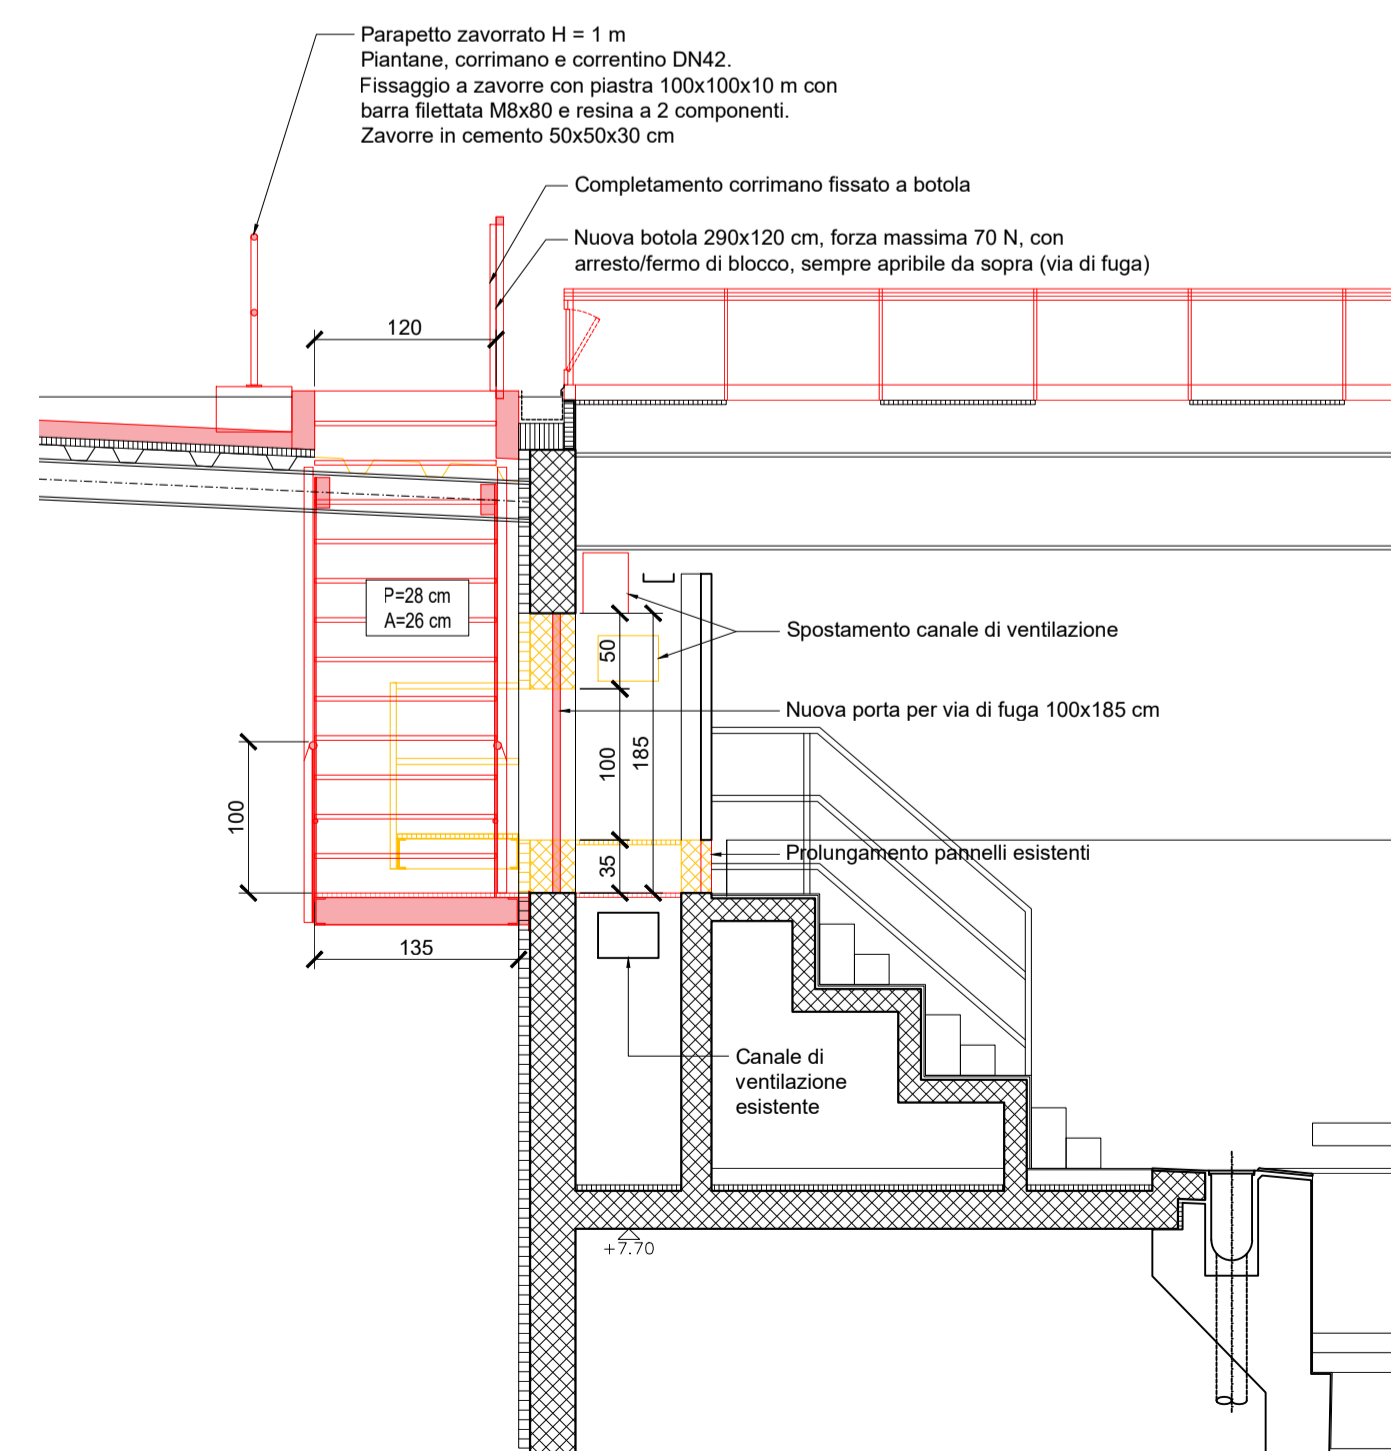 Parapetto zavorrato H = 1 m
Piantane, corrimano e correntino DN42.
Fissaggio a zavorre con piastra 100x100x10 m con
barra filettata M8x80 e resina a 2 componenti.
Zavorre in cemento 50x50x30 cm
Completamento corrimano fissato a botola
Nuova botola 290x120 cm, forza massima 70 N, con
arresto/fermo di blocco, sempre apribile da sopra (via di fuga)
120
P=28 cm
A=26 cm
Spostamento canale di ventilazione
50
Nuova porta per via di fuga 100x185 cm
100
185
100
Prolungamento pannelli esistenti
35
135
Canale di
ventilazione
esistente
+7.70